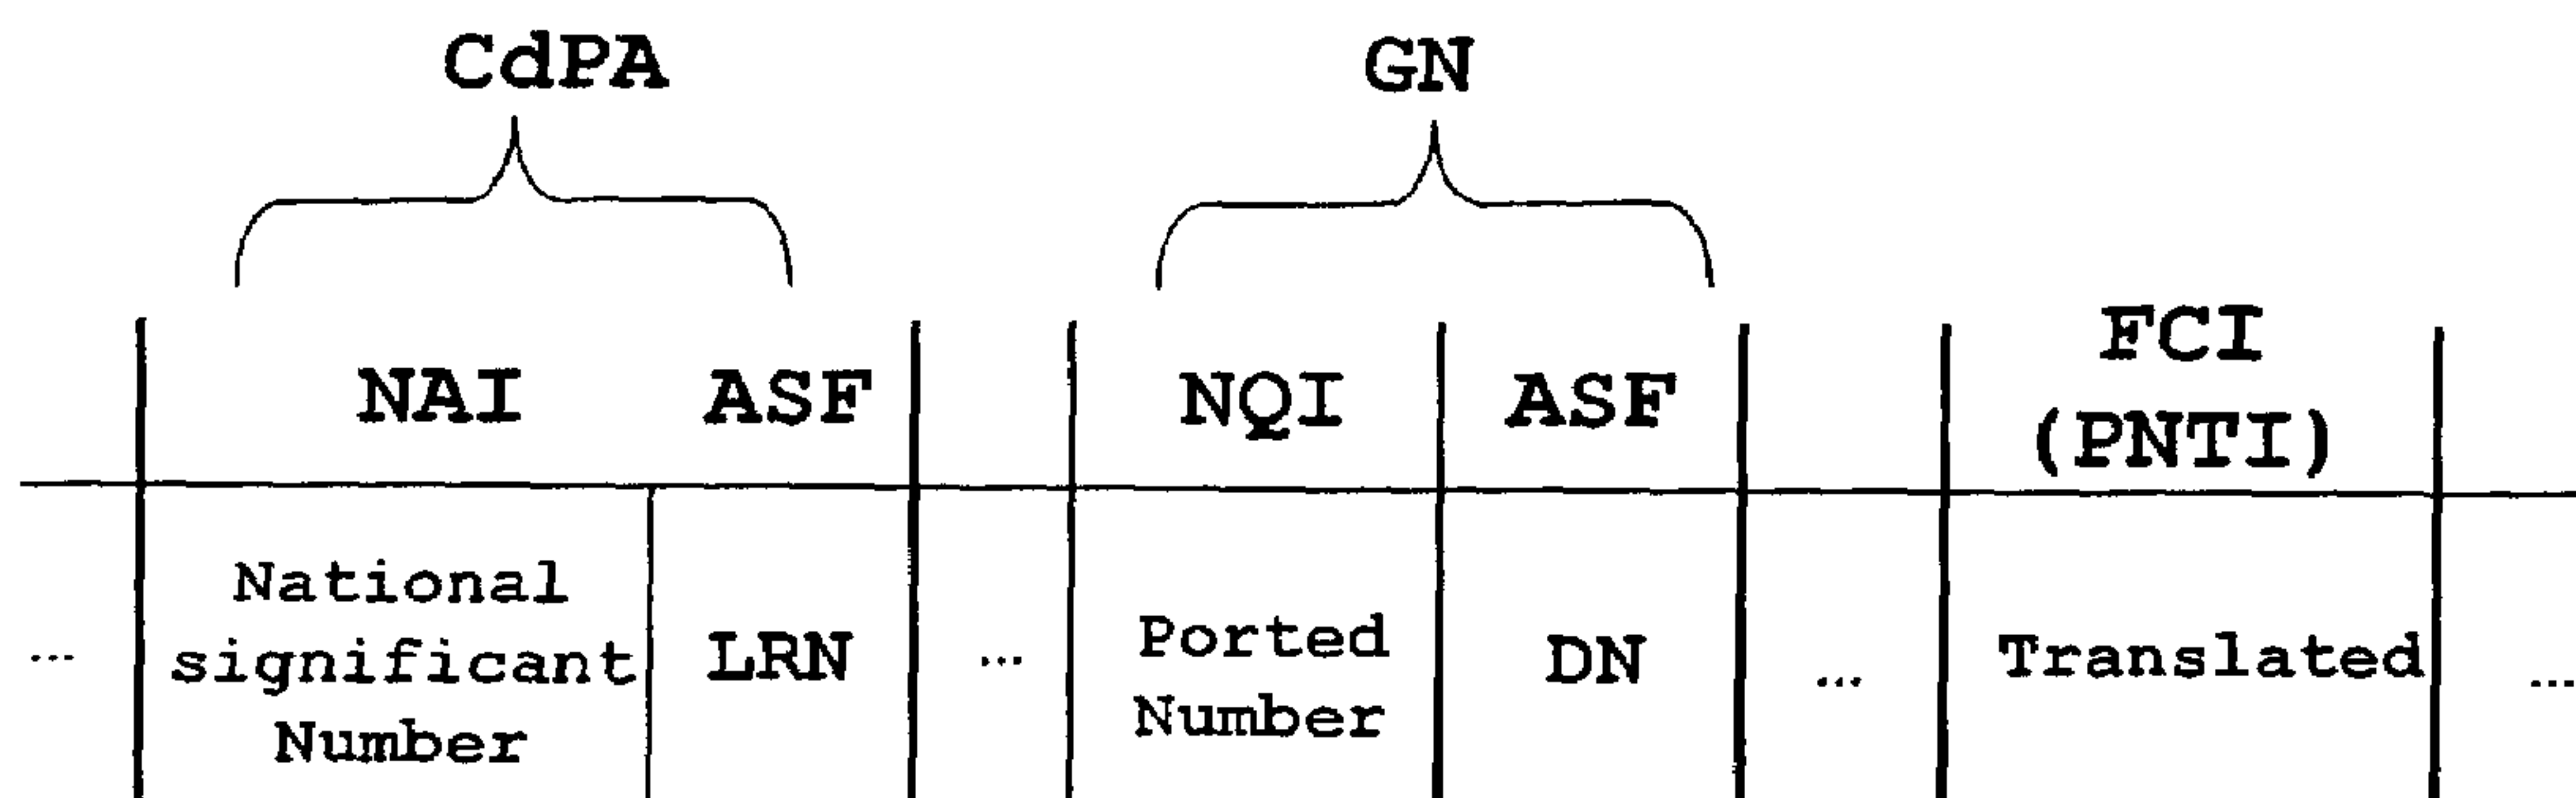 CdPA GN
NAI ASF NQI ASF FCI
(PNTI)
... National
significant
Number LRN ... Ported
Number DN ... Translated ...